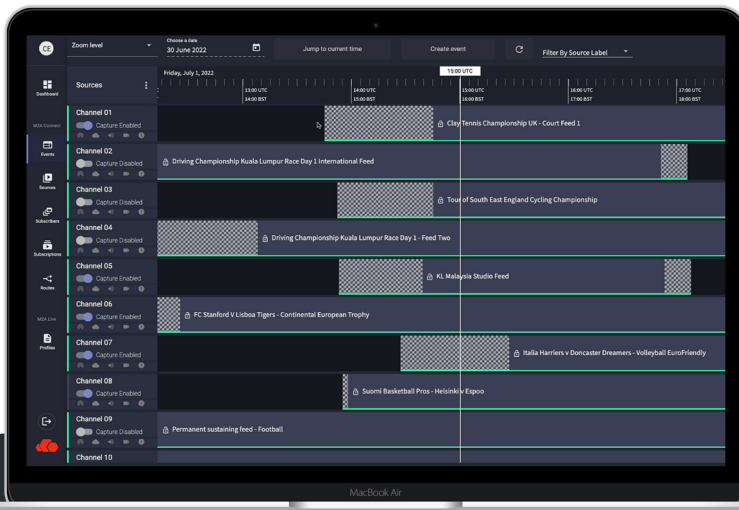 CE
Zoom level
Choose a date
30 June 2022
Jump to current time
Create event
Filter By Source Label
Dashboard
M2A Connect
Events
Sources
Subscribers
Subscriptions
Routes
M2A Live
Profiles
Sources
Friday, July 1, 2022
15:00 UTC
13:00 UTC
14:00 UTC
15:00 UTC
16:00 UTC
17:00 UTC
14:00 BST
15:00 BST
16:00 BST
17:00 BST
18:00 BST
Channel 01
Capture Enabled
Clay Tennis Championship UK - Court Feed 1
Channel 02
Capture Disabled
Driving Championship Kuala Lumpur Race Day 1 International Feed
Channel 03
Capture Disabled
Tour of South East England Cycling Championship
Channel 04
Capture Disabled
Driving Championship Kuala Lumpur Race Day 1 - Feed Two
Channel 05
Capture Enabled
KL Malaysia Studio Feed
Channel 06
Capture Enabled
FC Stanford V Lisboa Tigers - Continental European Trophy
Channel 07
Capture Enabled
Italia Harriers v Doncaster Dreamers - Volleyball EuroFriendly
Channel 08
Capture Enabled
Suomi Basketball Pros - Helsinki v Espoo
Channel 09
Capture Disabled
Permanent sustaining feed - Football
Channel 10
MacBook Air